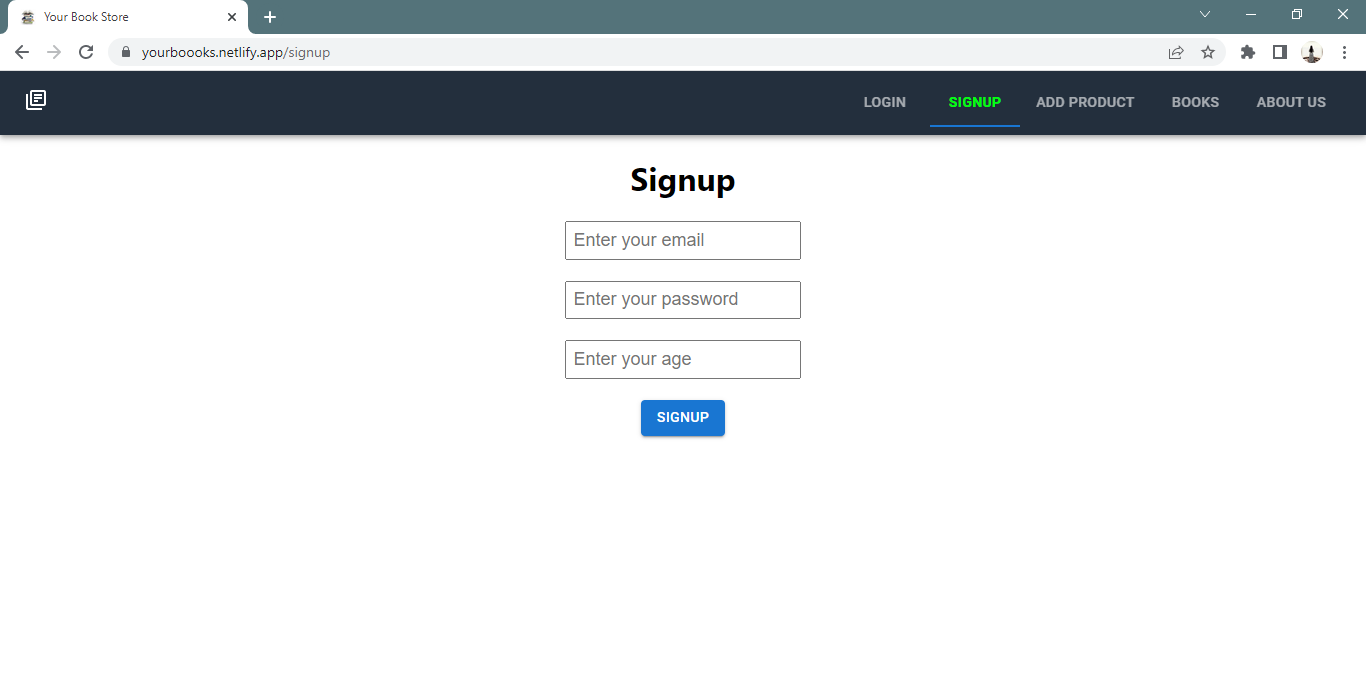 Your Book Store
yourboooks.netlify.app/signup
LOGIN SIGNUP ADD PRODUCT BOOKS ABOUT US
Signup
Enter your email
Enter your password
Enter your age
SIGNUP